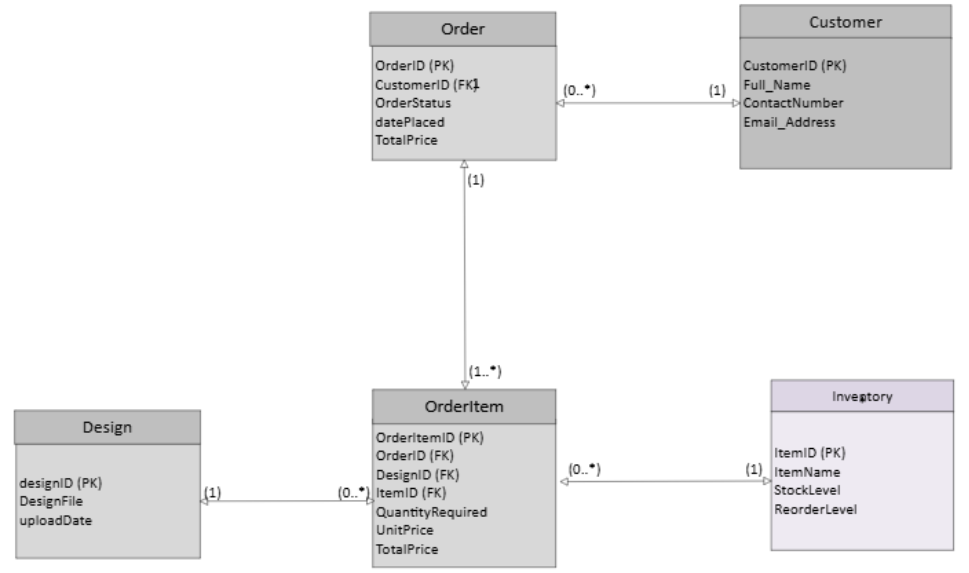 Order
OrderID (PK)
CustomerID (FK)1
OrderStatus
datePlaced
TotalPrice
Customer
CustomerID (PK)
Full_Name
ContactNumber
Email_Address
(0..*)
(1)
(1)
(1..*)
Design
designID (PK)
DesignFile
uploadDate
(1)
(0..*)
OrderItem
OrderItemID (PK)
OrderID (FK)
DesignID (FK)
ItemID (FK)
QuantityRequired
UnitPrice
TotalPrice
(0..*)
(1)
Inventory
ItemID (PK)
ItemName
StockLevel
ReorderLevel